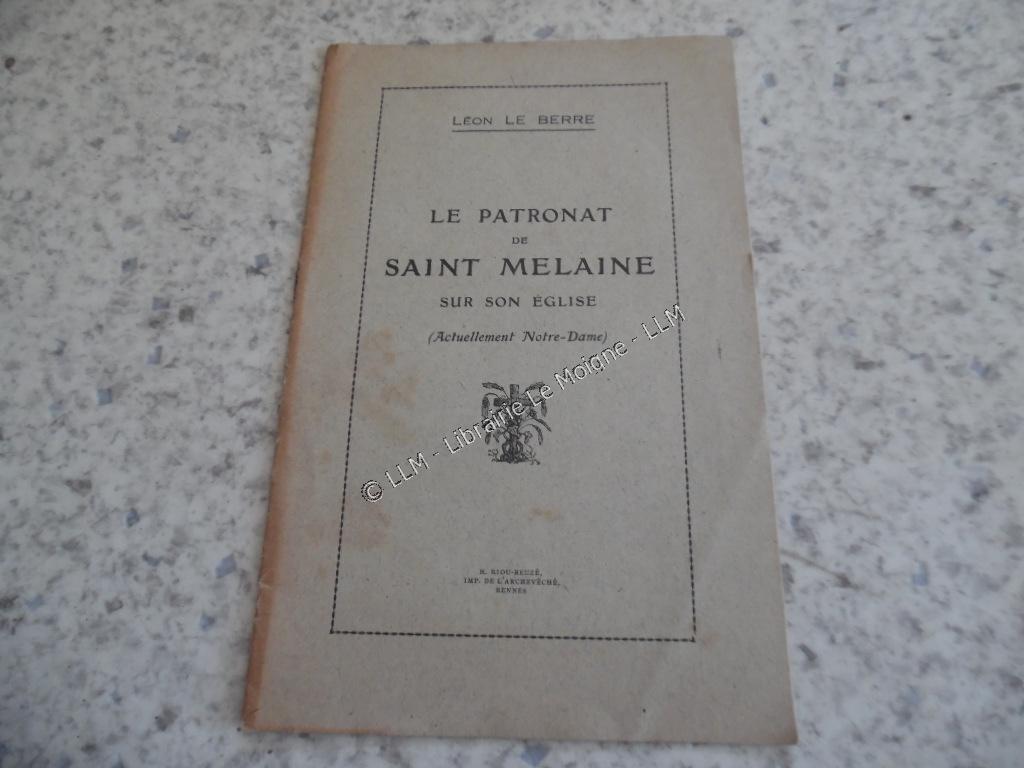 LÉON LE BERRE
LE PATRONAT
DE
SAINT MELAINE
SUR SON ÉGLISE
(Actuellement Notre-Dame)
© LLM - Librairie Le Moigne - LLM
R. RIOU-REUZÉ,
IMP. DE L'ARCHEVÊCHÉ,
RENNES